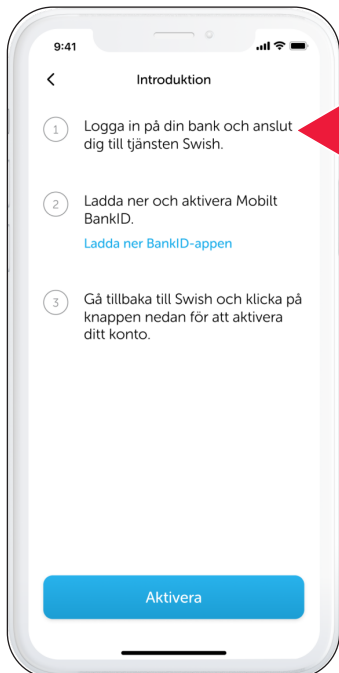 9:41
Introduktion
1
Logga in på din bank och anslut
dig till tjänsten Swish.
2
Ladda ner och aktivera Mobilt
BankID.
Ladda ner BankID-appen
3
Gå tillbaka till Swish och klicka på
knappen nedan för att aktivera
ditt konto.
Aktivera